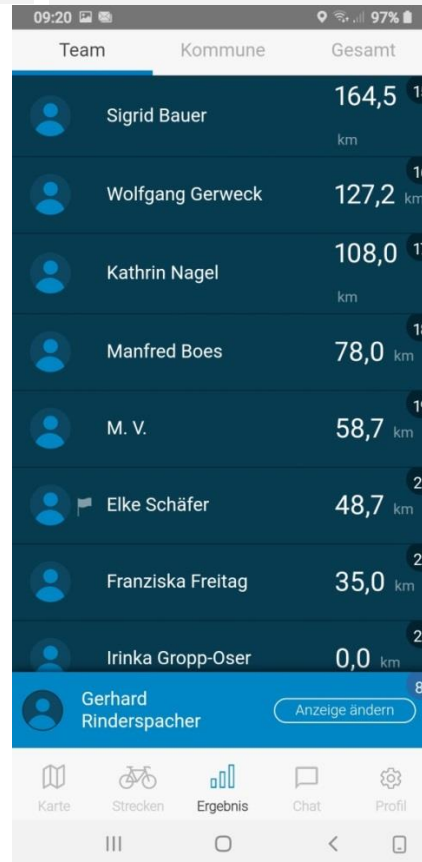 09:20 97%
Team Kommune Gesamt
Sigrid Bauer 164,5
km
Wolfgang Gerweck 127,2 km
Kathrin Nagel 108,0
km
Manfred Boes 78,0 km
M. V. 58,7 km
Elke Schäfer 48,7 km
Franziska Freitag 35,0 km
Irinka Gropp-Oser 0,0 km
Gerhard
Rinderspacher
Anzeige ändern
8
Karte Strecken Ergebnis Chat Profil